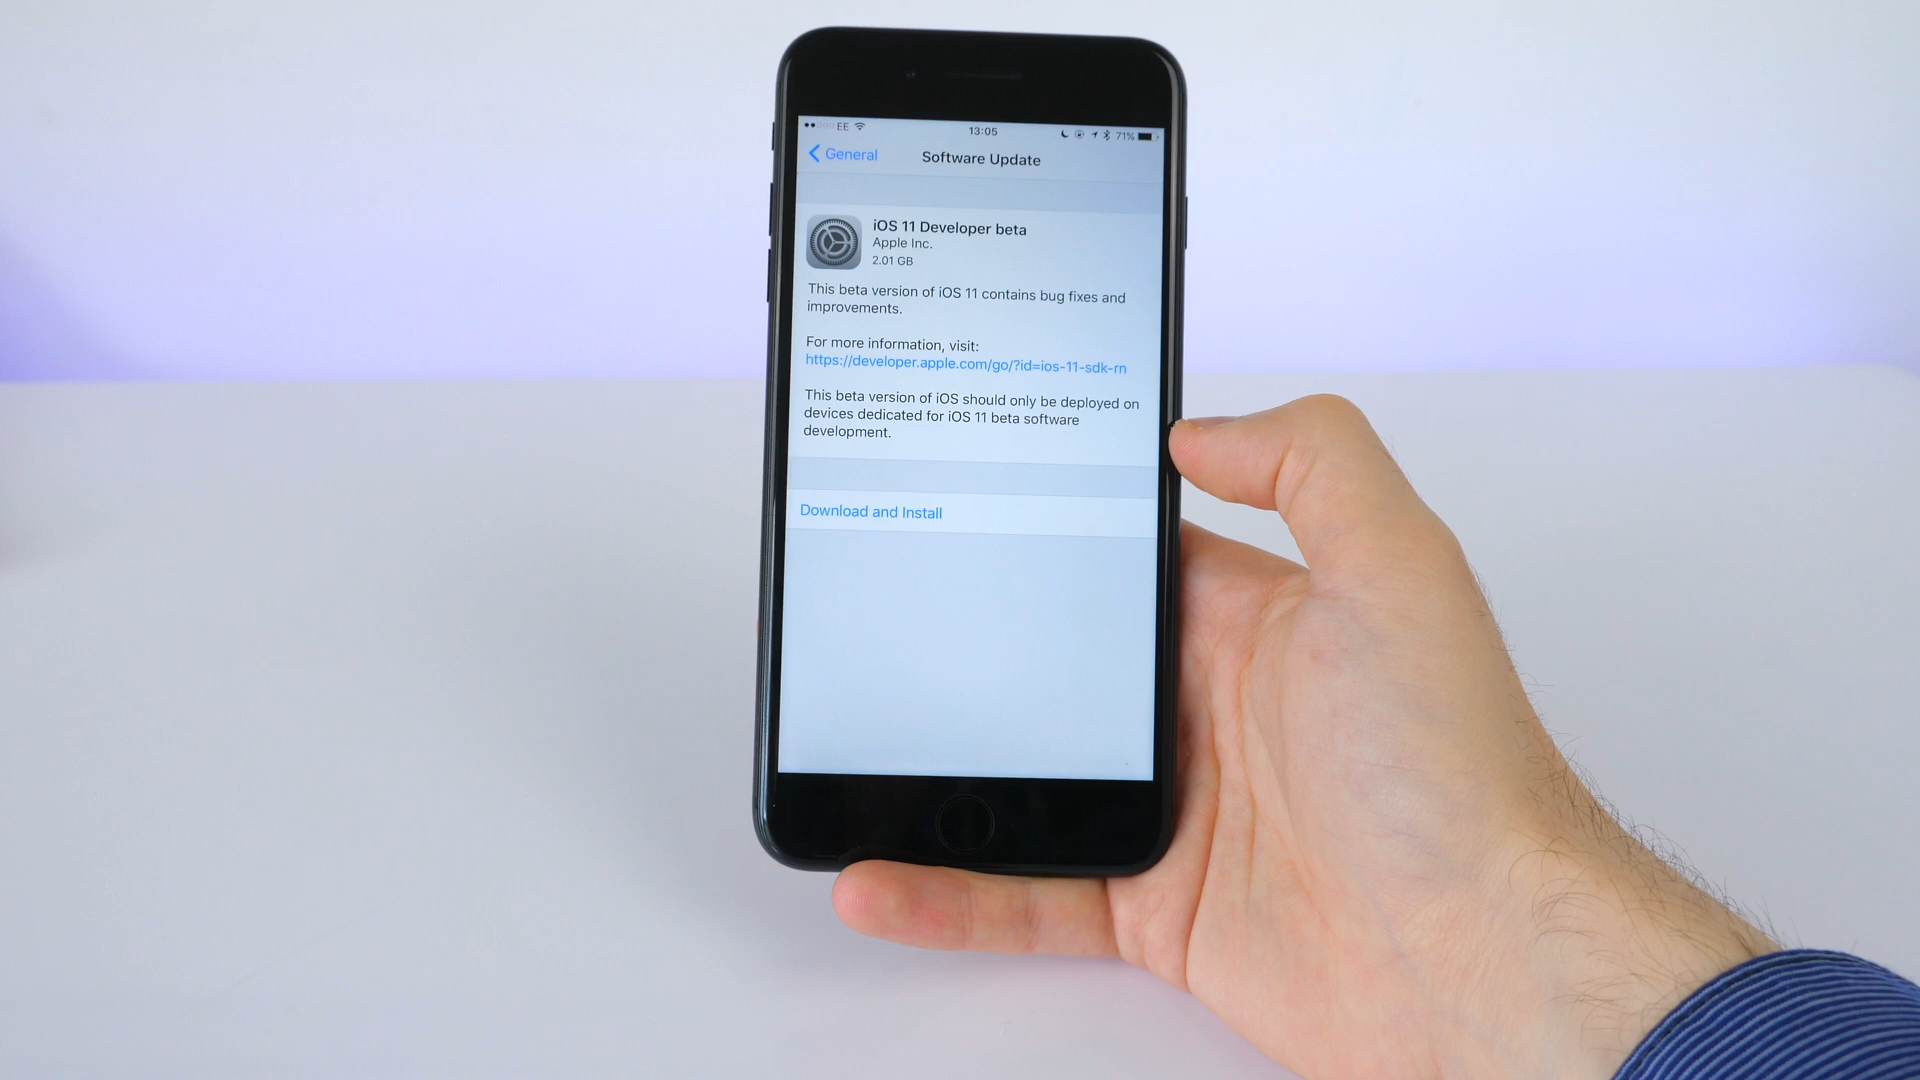 EE 13:05 71%
General Software Update
iOS 11 Developer beta
Apple Inc.
2.01 GB
This beta version of iOS 11 contains bug fixes and
improvements.
For more information, visit:
https://developer.apple.com/go/?id=ios-11-sdk-rn
This beta version of iOS should only be deployed on
devices dedicated for iOS 11 beta software
development.
Download and Install